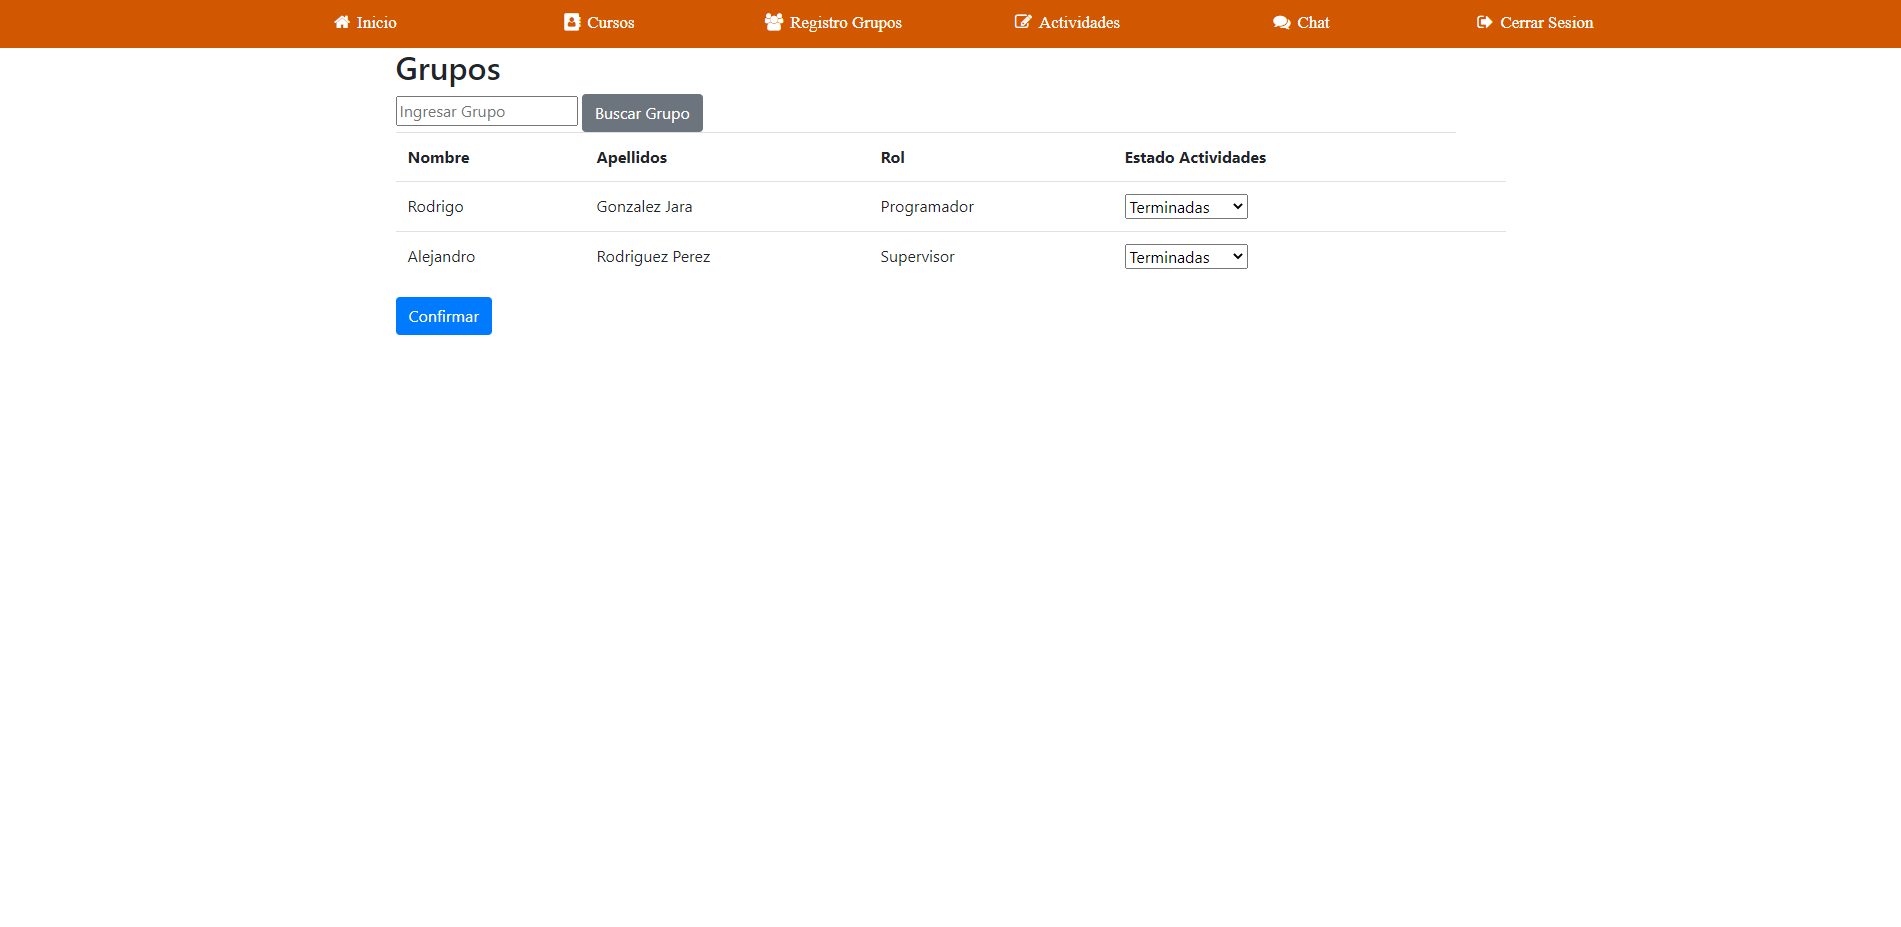 Inicio Cursos Registro Grupos Actividades Chat Cerrar Sesion
Grupos
Ingresar Grupo Buscar Grupo
Nombre Apellidos Rol Estado Actividades
Rodrigo Gonzalez Jara Programador Terminadas
Alejandro Rodriguez Perez Supervisor Terminadas
Confirmar